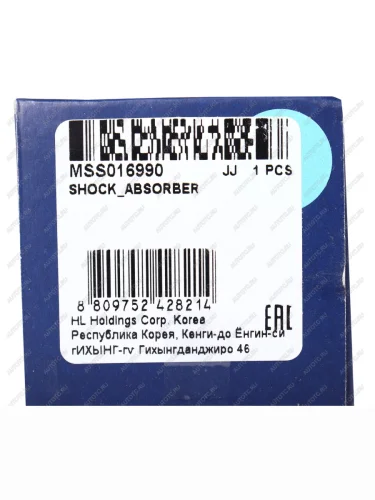 MSS016990 JJ 1 PCS
SHOCK_ABSORBER
8 809752 428214
EAC
HL Holdings Corp. Korea
Республика Корея, Кенги-до Ёнгин-си
гИХЫНГ-гу Гихынгданджиро 46